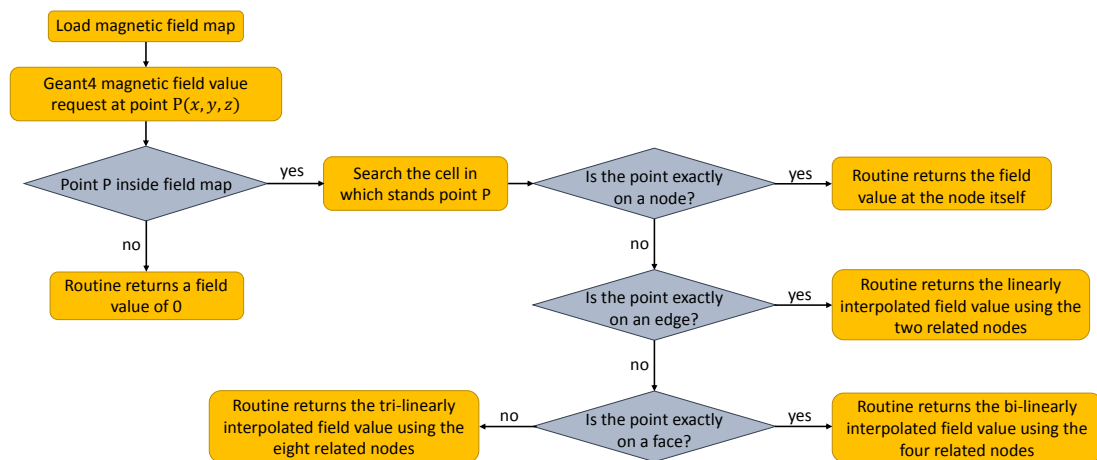 Load magnetic field map
Geant4 magnetic field value
request at point P(x, y, z)
Point P inside field map
yes
Search the cell in
which stands point P
Is the point exactly
on a node?
yes
Routine returns the field
value at the node itself
no
Routine returns a field
value of 0
no
Is the point exactly
on an edge?
yes
Routine returns the linearly
interpolated field value using the
two related nodes
no
Is the point exactly
on a face?
yes
Routine returns the bi-linearly
interpolated field value using the
four related nodes
no
Routine returns the tri-linearly
interpolated field value using the
eight related nodes